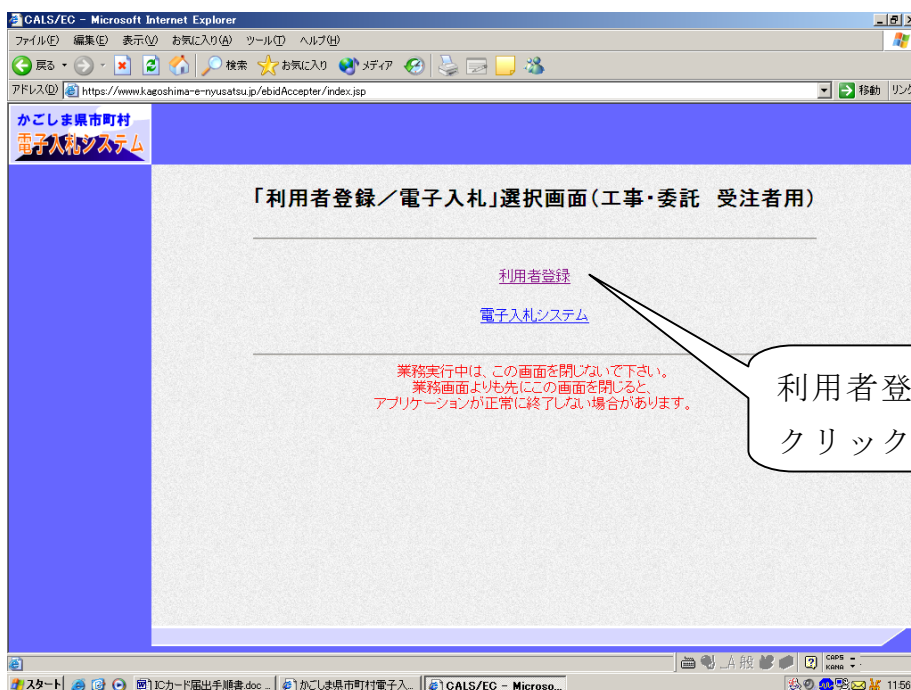 CALS/EC - Microsoft Internet Explorer
ファイル(F) 編集(E) 表示(V) お気に入り(A) ツール(T) ヘルプ(H)
戻る 検索 お気に入り メディア
アドレス(D) https://www.kagoshima-e-nyusatsu.jp/ebidAccepter/index.jsp 移動 リンク
かごしま県市町村
電子入札システム
「利用者登録／電子入札」選択画面(工事・委託 受注者用)
利用者登録
電子入札システム
業務実行中は、この画面を閉じないで下さい。
業務画面よりも先にこの画面を閉じると、
アプリケーションが正常に終了しない場合があります。
利用者登
クリック
A 般 CAPS KANA
スタート ICカード届出手順書.doc ... かごしま県市町村電子入... CALS/EC - Microso... 11:56